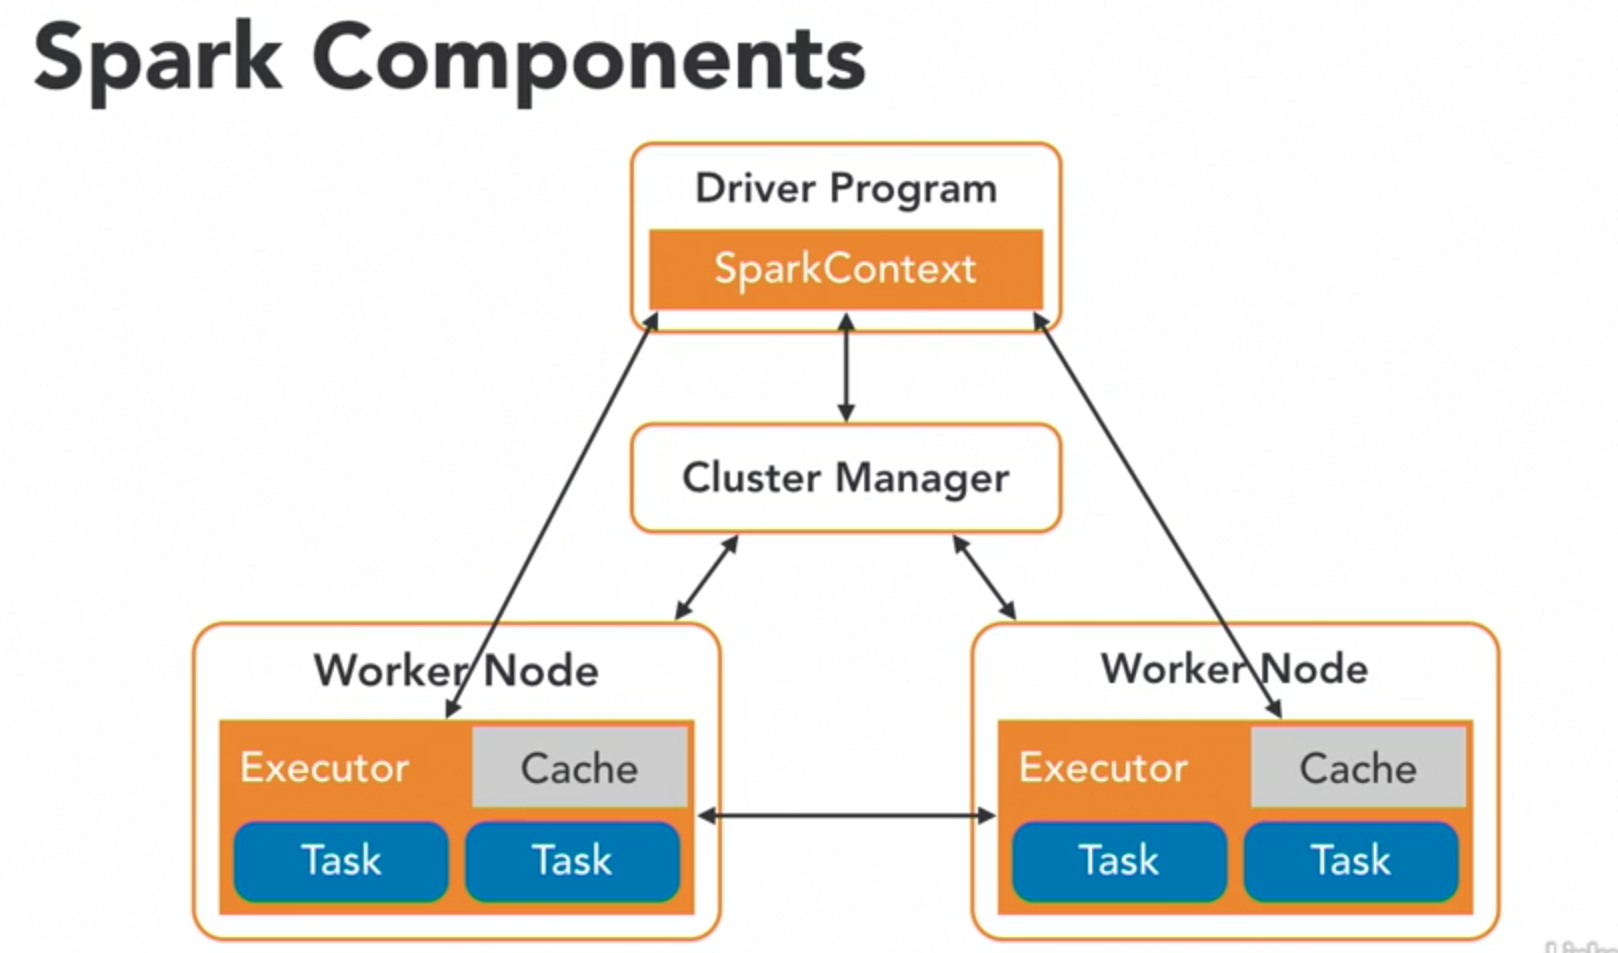 Spark Components
Driver Program
SparkContext
Cluster Manager
Worker Node
Executor
Cache
Task
Task
Worker Node
Executor
Cache
Task
Task